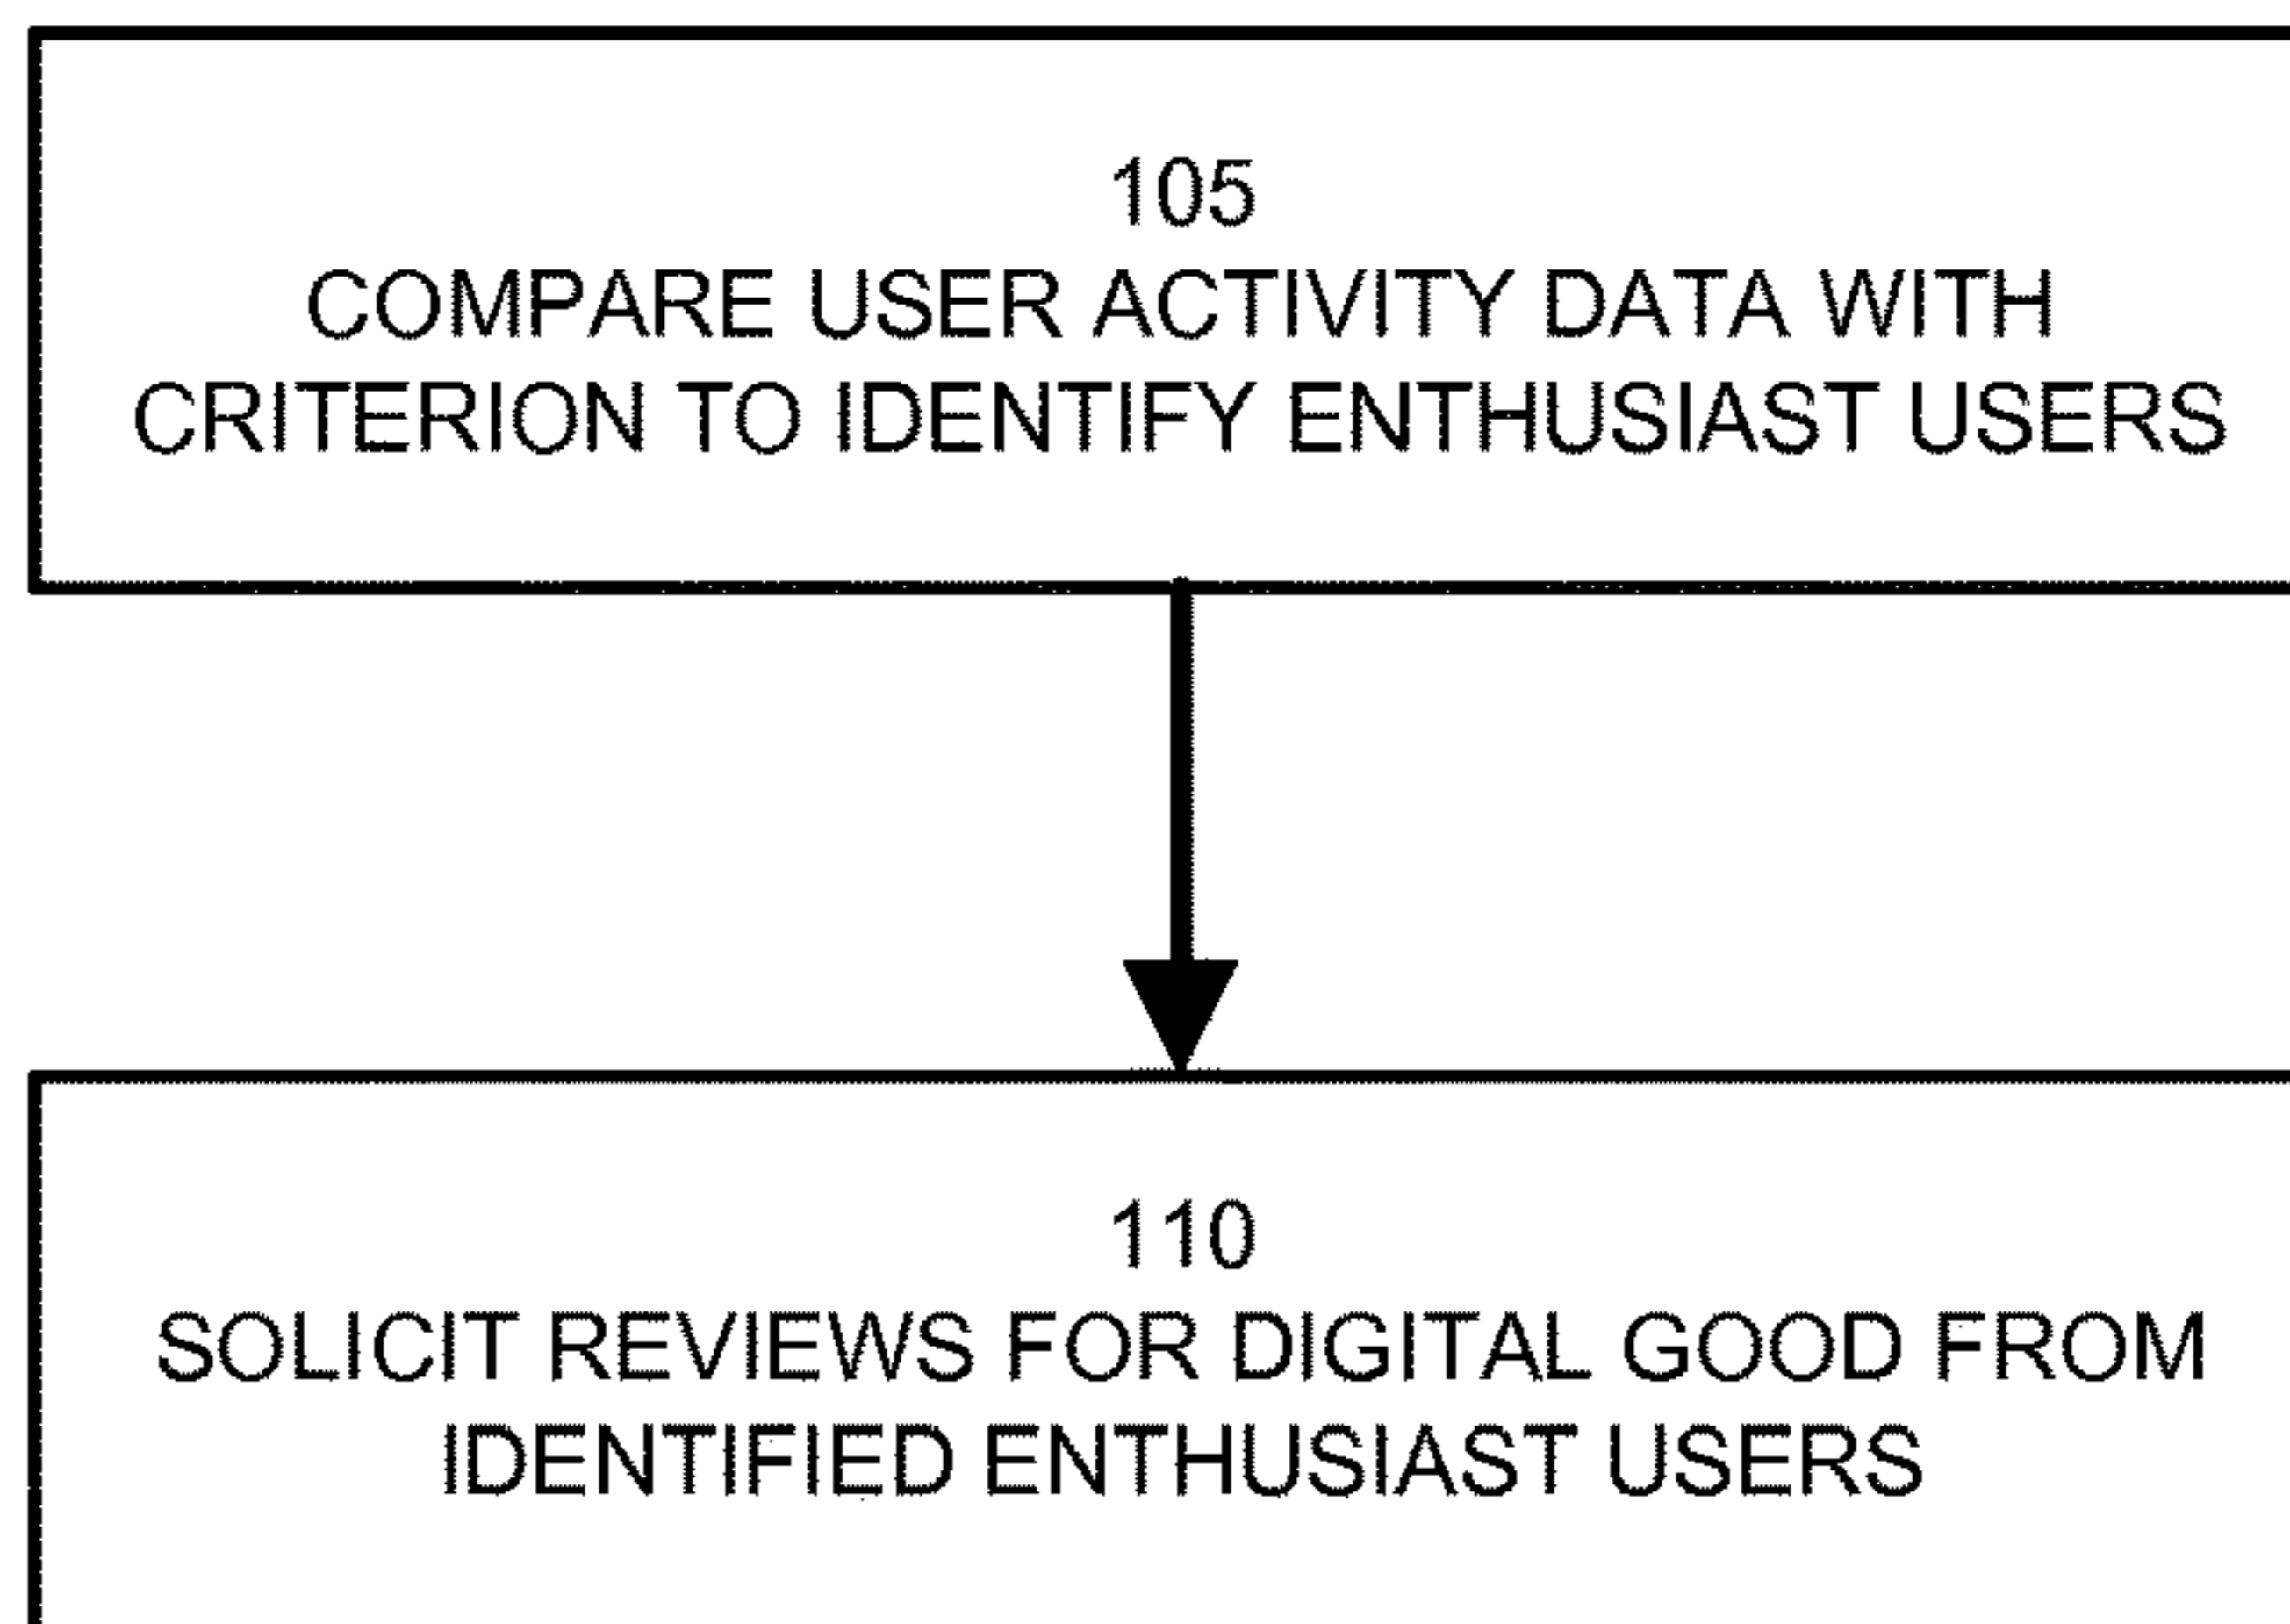 105
COMPARE USER ACTIVITY DATA WITH
CRITERION TO IDENTIFY ENTHUSIAST USERS
110
SOLICIT REVIEWS FOR DIGITAL GOOD FROM
IDENTIFIED ENTHUSIAST USERS